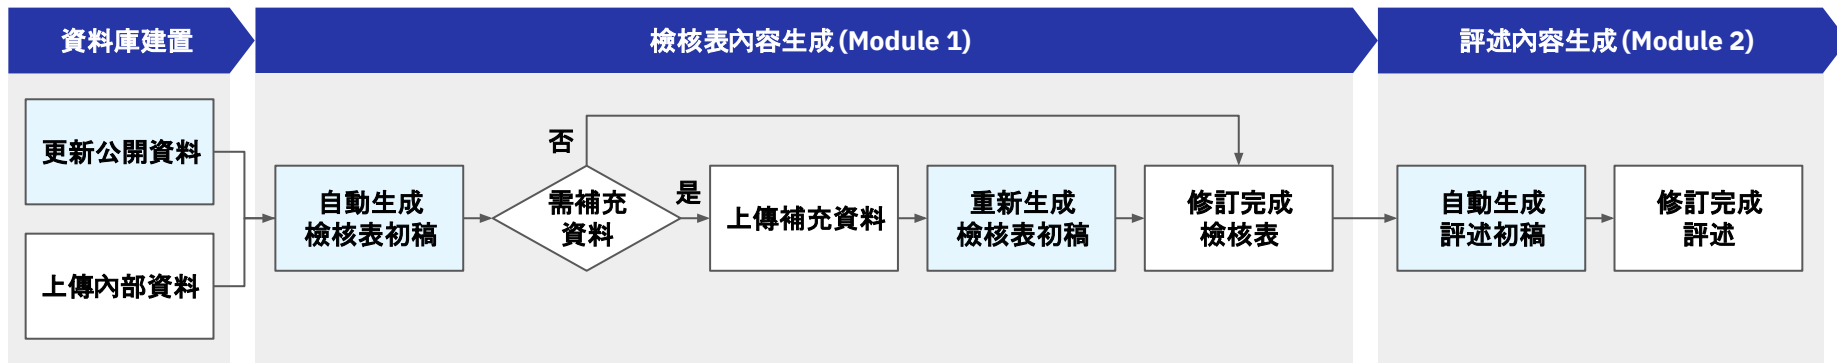 資料庫建置
檢核表內容生成 (Module 1)
評述內容生成 (Module 2)
更新公開資料
上傳內部資料
自動生成
檢核表初稿
需補充
資料
否
是
上傳補充資料
重新生成
檢核表初稿
修訂完成
檢核表
自動生成
評述初稿
修訂完成
評述